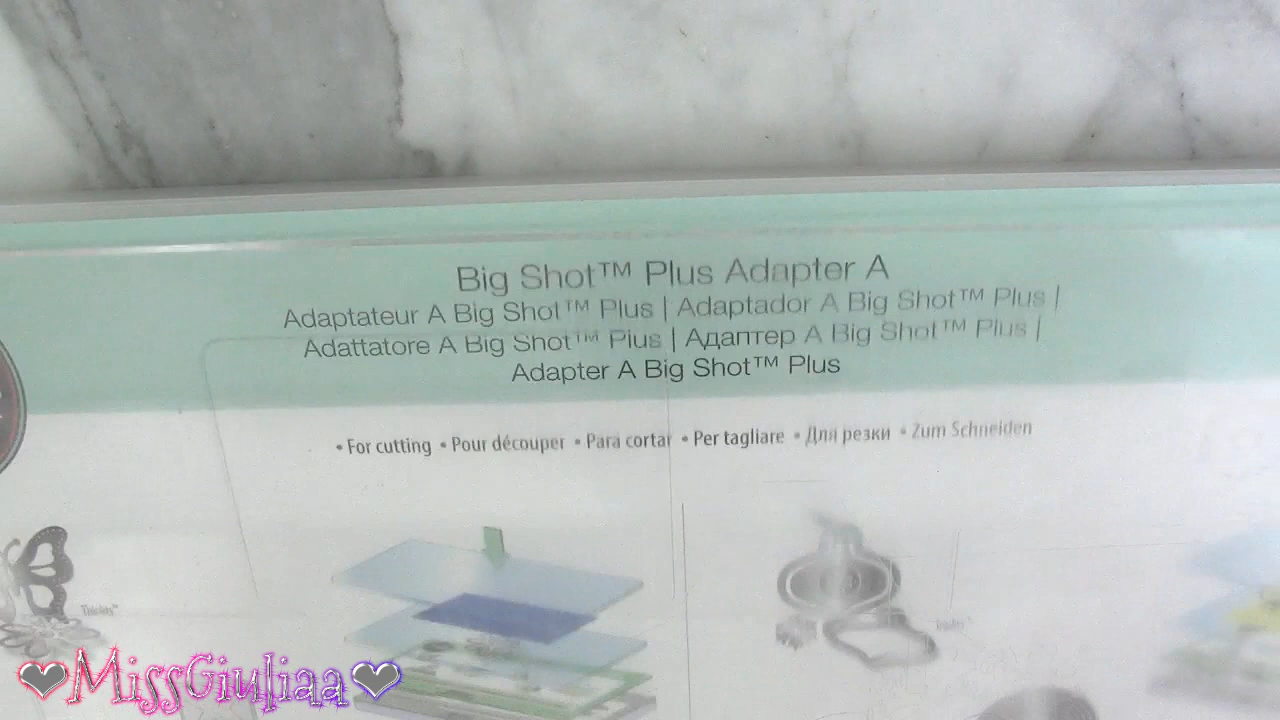 Big Shot™ Plus Adapter A
Adaptateur A Big Shot™ Plus | Adaptador A Big Shot™ Plus |
Adattatore A Big Shot™ Plus | Адаптер A Big Shot™ Plus |
Adapter A Big Shot™ Plus
• For cutting • Pour découper • Para cortar • Per tagliare • Для резки • Zum Schneiden
Thinlits™
MissGiuliaa